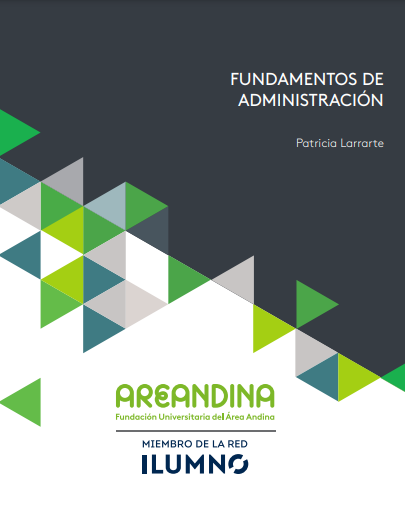 FUNDAMENTOS DE
ADMINISTRACIÓN
Patricia Larrarte
AREANDINA
Fundación Universitaria del Área Andina
MIEMBRO DE LA RED
ILUMNO